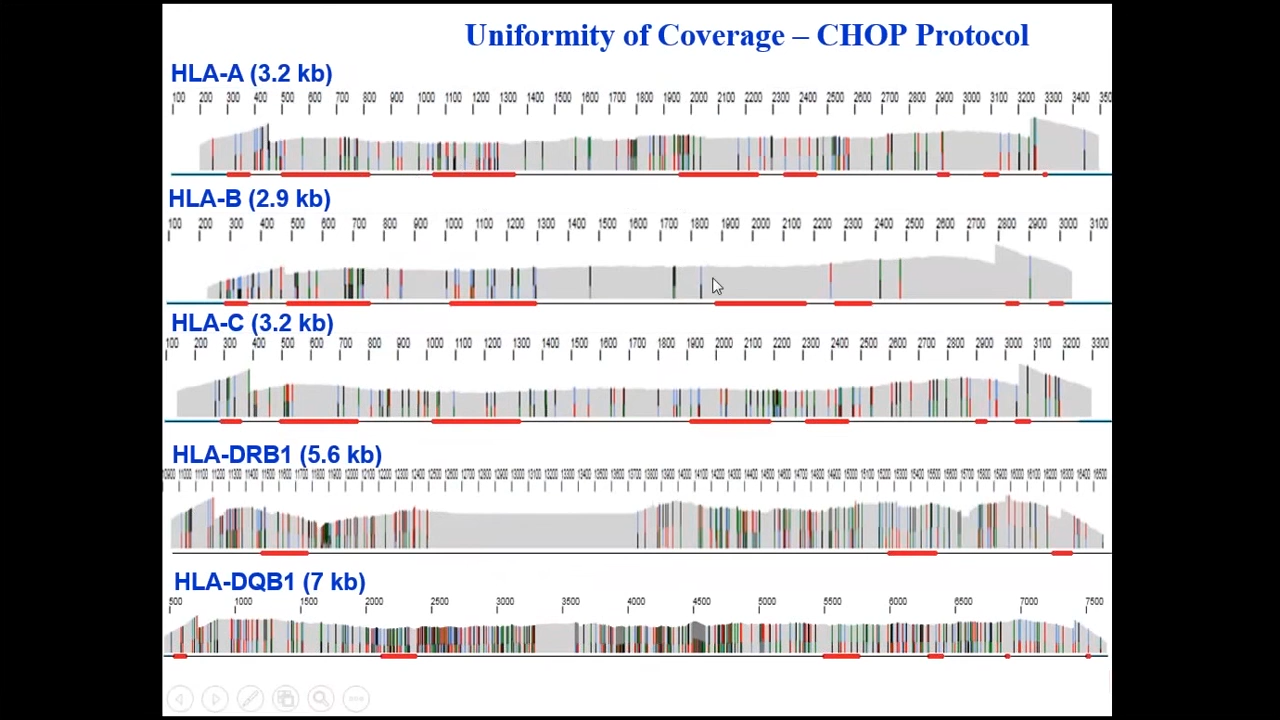 Uniformity of Coverage – CHOP Protocol
HLA-A (3.2 kb)
100 200 300 400 500 600 700 800 900 1000 1100 1200 1300 1400 1500 1600 1700 1800 1900 2000 2100 2200 2300 2400 2500 2600 2700 2800 2900 3000 3100 3200 3300 3400 350
HLA-B (2.9 kb)
100 200 300 400 500 600 700 800 900 1000 1100 1200 1300 1400 1500 1600 1700 1800 1900 2000 2100 2200 2300 2400 2500 2600 2700 2800 2900 3000 3100
HLA-C (3.2 kb)
100 200 300 400 500 600 700 800 900 1000 1100 1200 1300 1400 1500 1600 1700 1800 1900 2000 2100 2200 2300 2400 2500 2600 2700 2800 2900 3000 3100 3200 3300
HLA-DRB1 (5.6 kb)
HLA-DQB1 (7 kb)
500 1000 1500 2000 2500 3000 3500 4000 4500 5000 5500 6000 6500 7000 7500